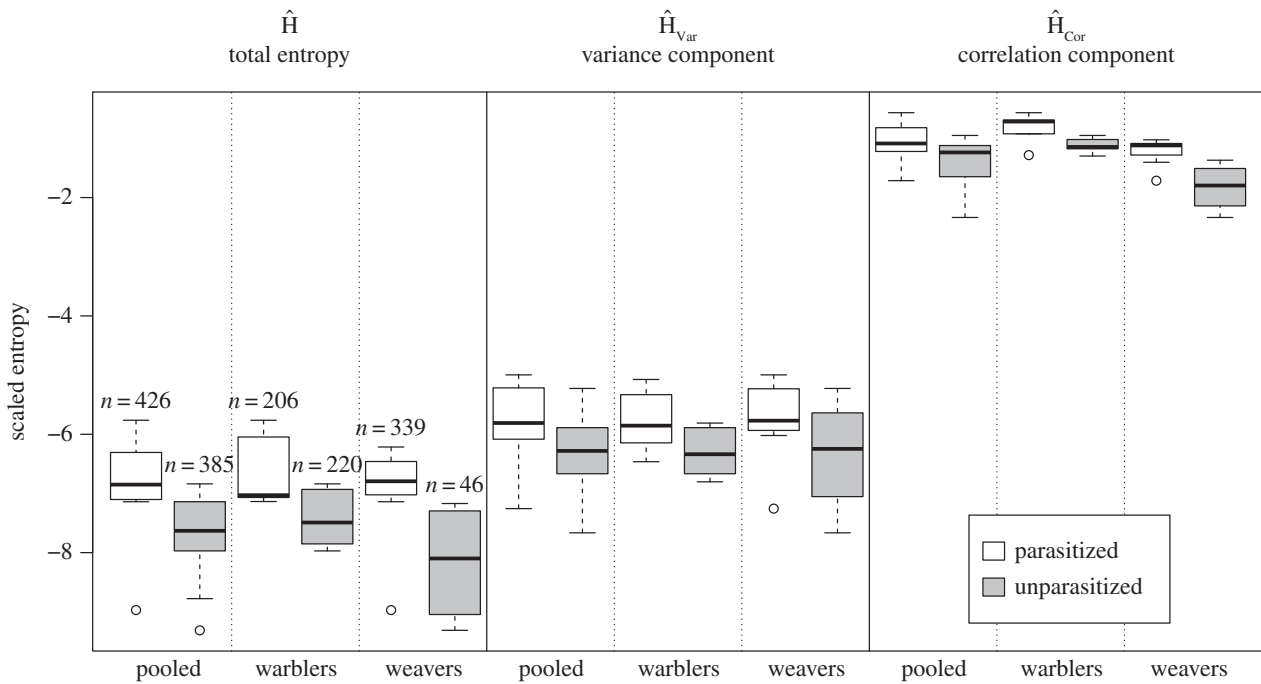 Ĥ
total entropy
Ĥ_Var
variance component
Ĥ_Cor
correlation component
scaled entropy
−2
−4
−6
−8
n = 426
n = 385
n = 206
n = 220
n = 339
n = 46
parasitized
unparasitized
pooled warblers weavers pooled warblers weavers pooled warblers weavers